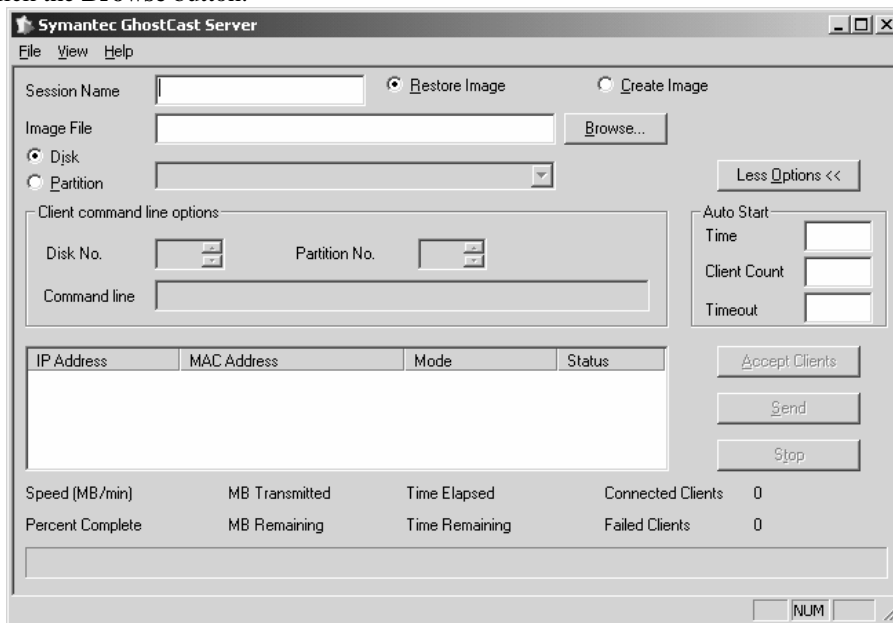 the Browse button.
Symantec GhostCast Server
File View Help
Session Name Restore Image Create Image
Image File Browse...
Disk
Partition Less Options <<
Client command line options Auto Start
Time
Disk No. Partition No.
Client Count
Command line
Timeout
IP Address MAC Address Mode Status Accept Clients
Send
Stop
Speed (MB/min) MB Transmitted Time Elapsed Connected Clients 0
Percent Complete MB Remaining Time Remaining Failed Clients 0
NUM